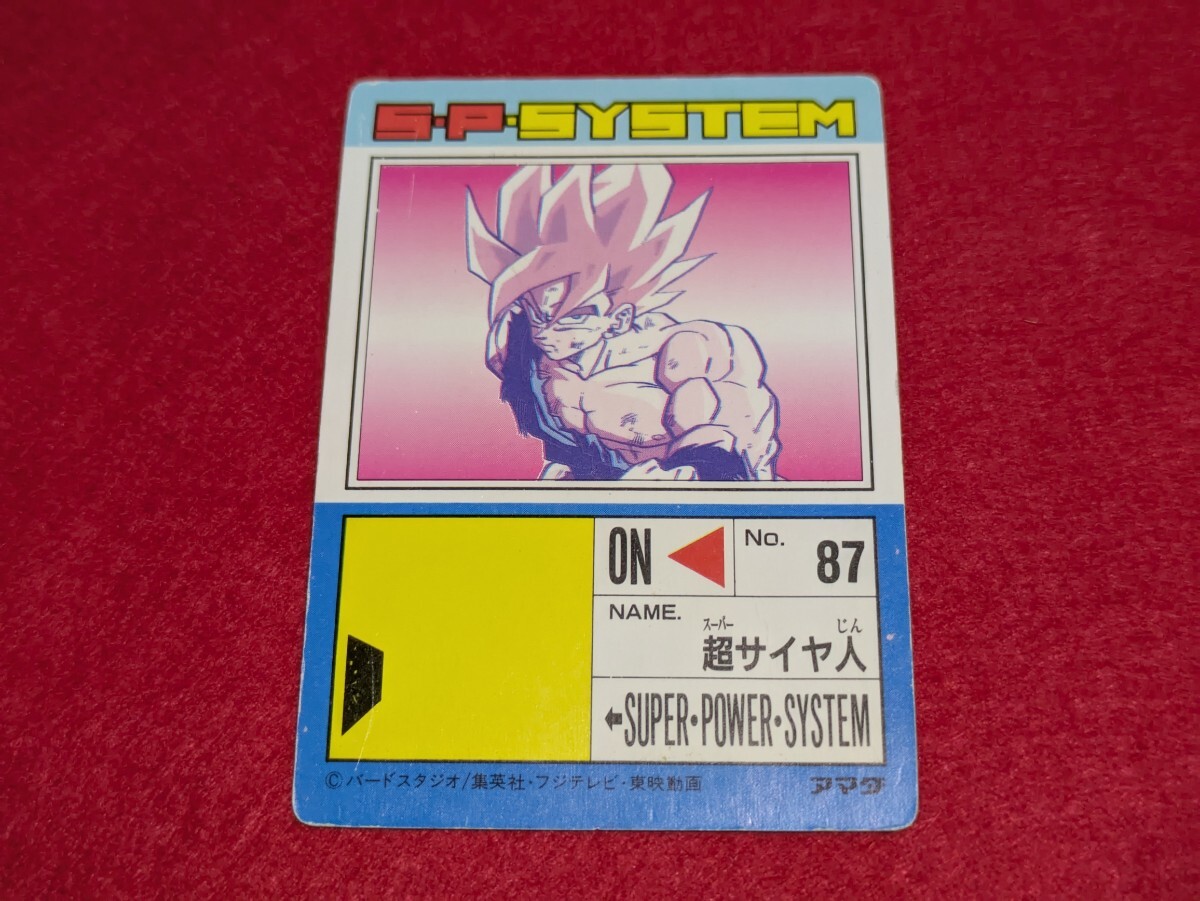 S・P・SYSTEM
ON
No.
87
NAME.
スーパー じん
超サイヤ人
SUPER・POWER・SYSTEM
©バードスタジオ/集英社・フジテレビ・東映動画
アマダ